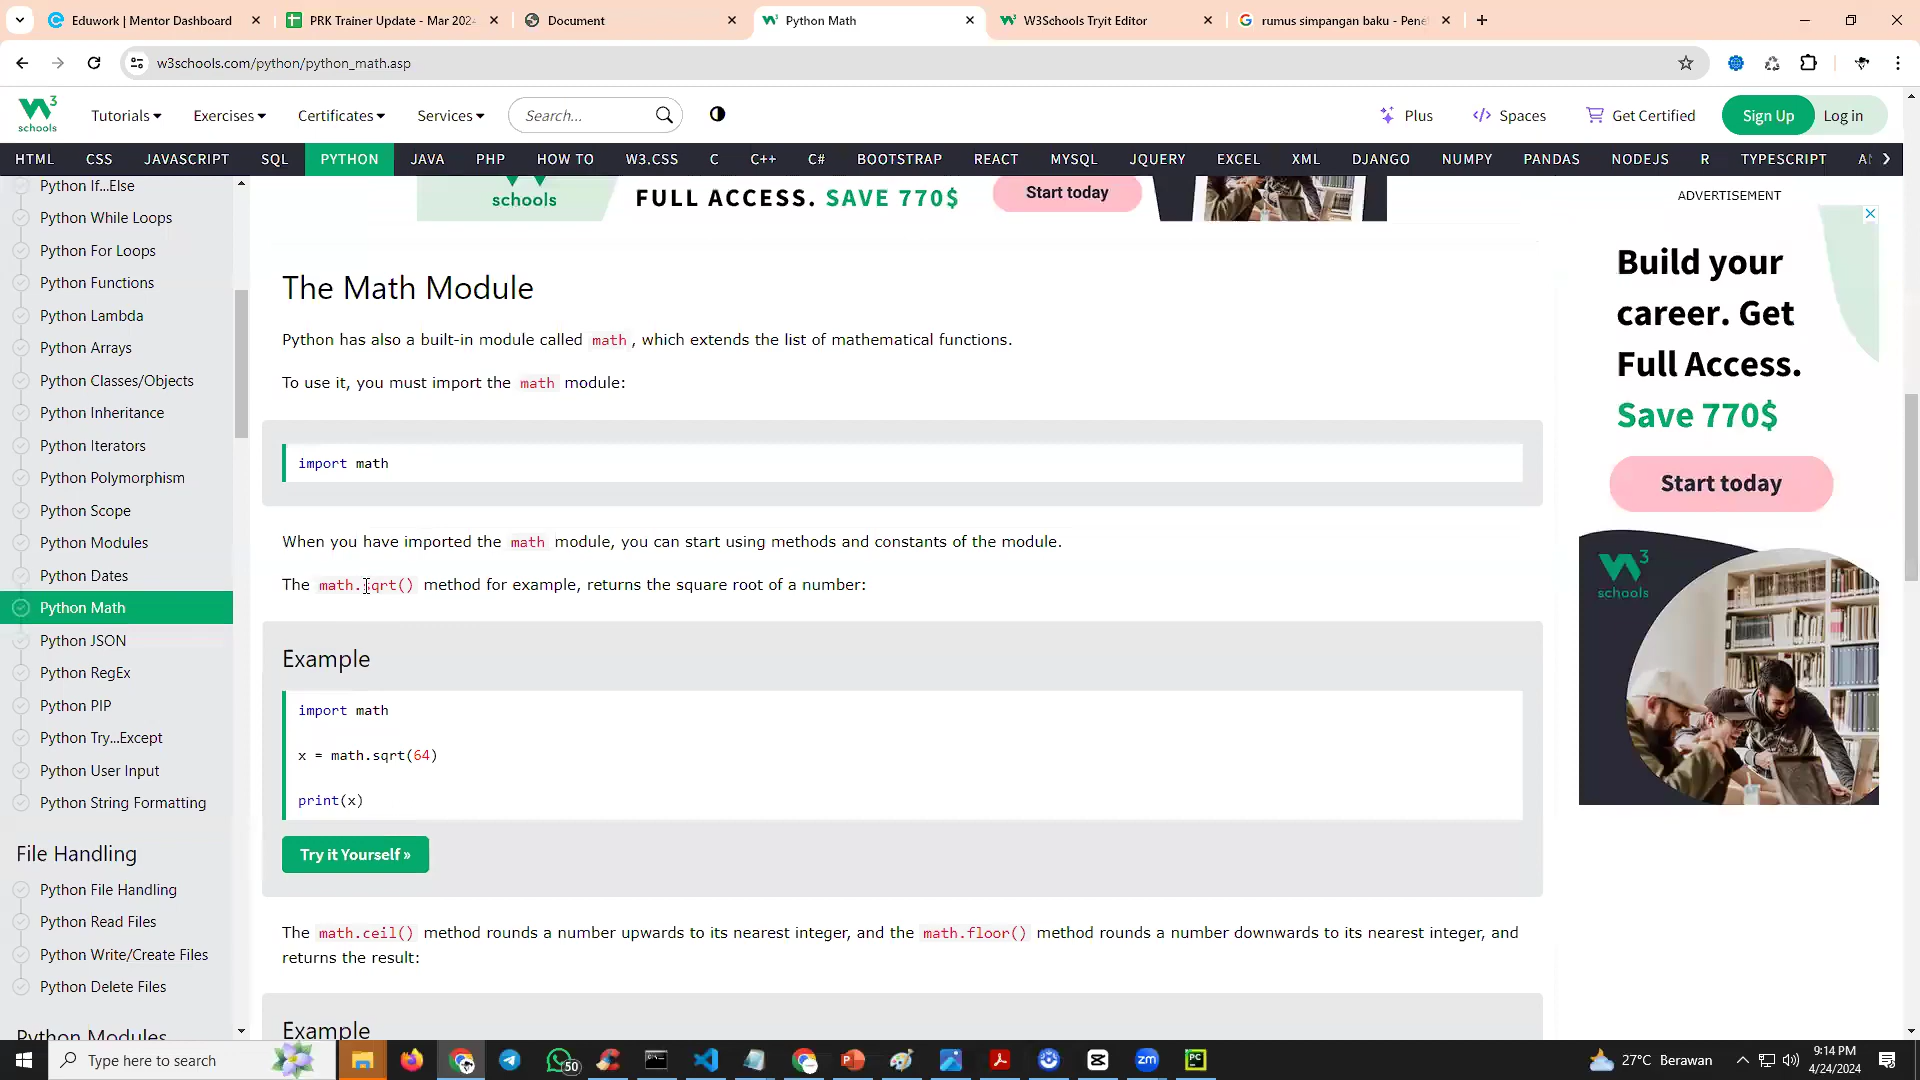 Eduwork | Mentor Dashboard
PRK Trainer Update - Mar 202
Document
Python Math
W3Schools Tryit Editor
rumus simpangan baku - Pene
w3schools.com/python/python_math.asp
W3 schools
Tutorials
Exercises
Certificates
Services
Search...
Plus
Spaces
Get Certified
Sign Up
Log in
HTML CSS JAVASCRIPT SQL PYTHON JAVA PHP HOW TO W3.CSS C C++ C# BOOTSTRAP REACT MYSQL JQUERY EXCEL XML DJANGO NUMPY PANDAS NODEJS R TYPESCRIPT
Python If...Else
Python While Loops
Python For Loops
Python Functions
Python Lambda
Python Arrays
Python Classes/Objects
Python Inheritance
Python Iterators
Python Polymorphism
Python Scope
Python Modules
Python Dates
Python Math
Python JSON
Python RegEx
Python PIP
Python Try...Except
Python User Input
Python String Formatting
File Handling
Python File Handling
Python Read Files
Python Write/Create Files
Python Delete Files
Python Modules
schools
FULL ACCESS. SAVE 770$
Start today
The Math Module
Python has also a built-in module called math, which extends the list of mathematical functions.
To use it, you must import the math module:
import math
When you have imported the math module, you can start using methods and constants of the module.
The math.sqrt() method for example, returns the square root of a number:
Example
import math
x = math.sqrt(64)
print(x)
Try it Yourself »
The math.ceil() method rounds a number upwards to its nearest integer, and the math.floor() method rounds a number downwards to its nearest integer, and
returns the result:
Example
ADVERTISEMENT
Build your
career. Get
Full Access.
Save 770$
Start today
W3
schools
Type here to search
50
zm
PC
27°C Berawan
9:14 PM
4/24/2024